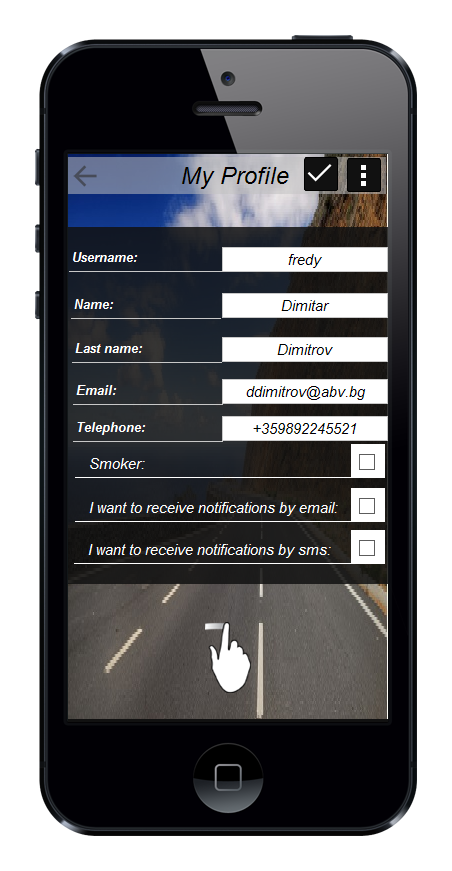 My Profile
Username: fredy
Name: Dimitar
Last name: Dimitrov
Email: ddimitrov@abv.bg
Telephone: +359892245521
Smoker:
I want to receive notifications by email:
I want to receive notifications by sms: